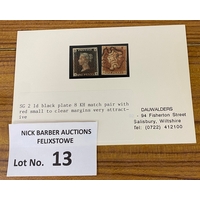 SG 2 1d black plate 8 KH match pair with
red small to clear margins very attract-
ive
DAUWALDERS
94 Fisherton Street
Salisbury, Wiltshire
Tel: (0722) 412100
NICK BARBER AUCTIONS
FELIXSTOWE
Lot No. 13